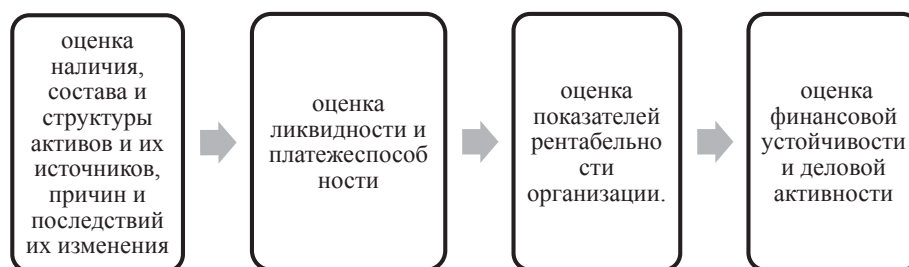 оценка
наличия,
состава и
структуры
активов и их
источников,
причин и
последствий
их изменения
оценка
ликвидности и
платежеспособ
ности
оценка
показателей
рентабельно
сти
организации.
оценка
финансовой
устойчивости
и деловой
активности